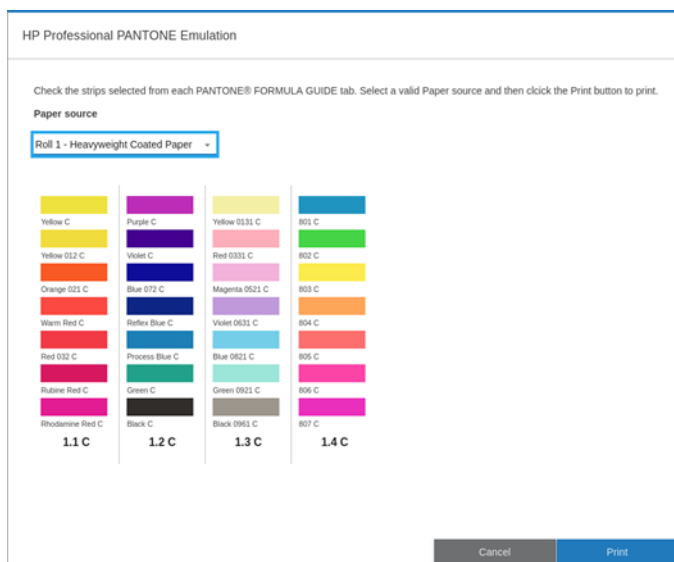 HP Professional PANTONE Emulation
Check the strips selected from each PANTONE® FORMULA GUIDE tab. Select a valid Paper source and then clcick the Print button to print.
Paper source
Roll 1 - Heavyweight Coated Paper
Yellow C
Yellow 012 C
Orange 021 C
Warm Red C
Red 032 C
Rubine Red C
Rhodamine Red C
1.1 C
Purple C
Violet C
Blue 072 C
Reflex Blue C
Process Blue C
Green C
Black C
1.2 C
Yellow 0131 C
Red 0331 C
Magenta 0521 C
Violet 0631 C
Blue 0821 C
Green 0921 C
Black 0961 C
1.3 C
801 C
802 C
803 C
804 C
805 C
806 C
807 C
1.4 C
Cancel
Print